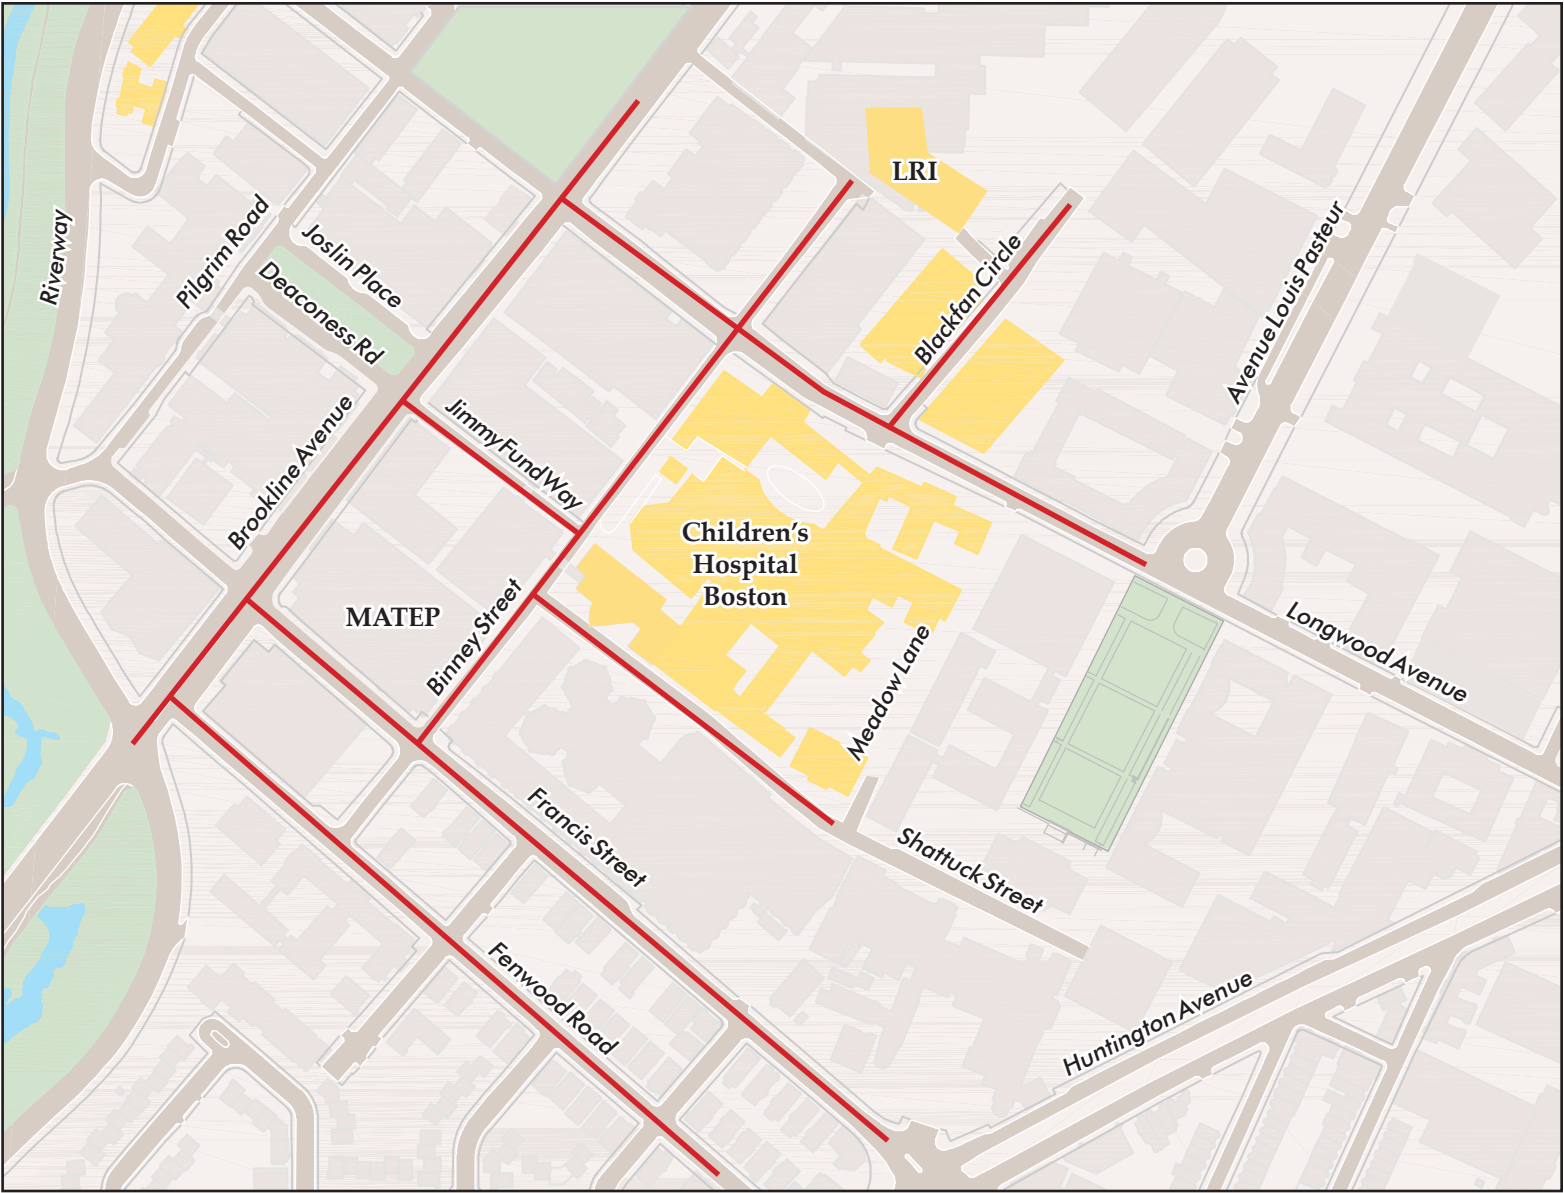 LRI
Riverway
Pilgrim Road
Joslin Place
Deaconess Rd
Blackfan Circle
Avenue Louis Pasteur
Brookline Avenue
Jimmy Fund Way
Children's
Hospital
Boston
MATEP
Binney Street
Meadow Lane
Longwood Avenue
Francis Street
Shattuck Street
Fenwood Road
Huntington Avenue